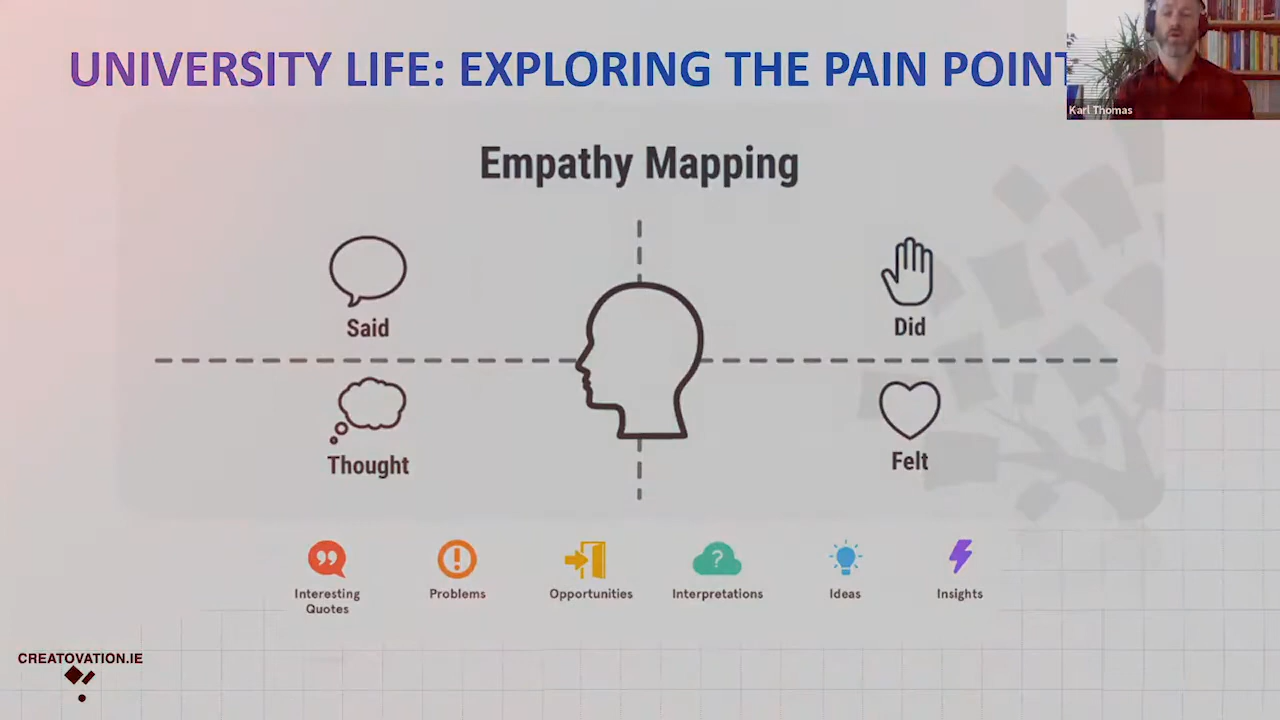 UNIVERSITY LIFE: EXPLORING THE PAIN POINT
Karl Thomas
Empathy Mapping
Said
Did
Thought
Felt
Interesting
Quotes
Problems
Opportunities
Interpretations
Ideas
Insights
CREATOVATION.IE